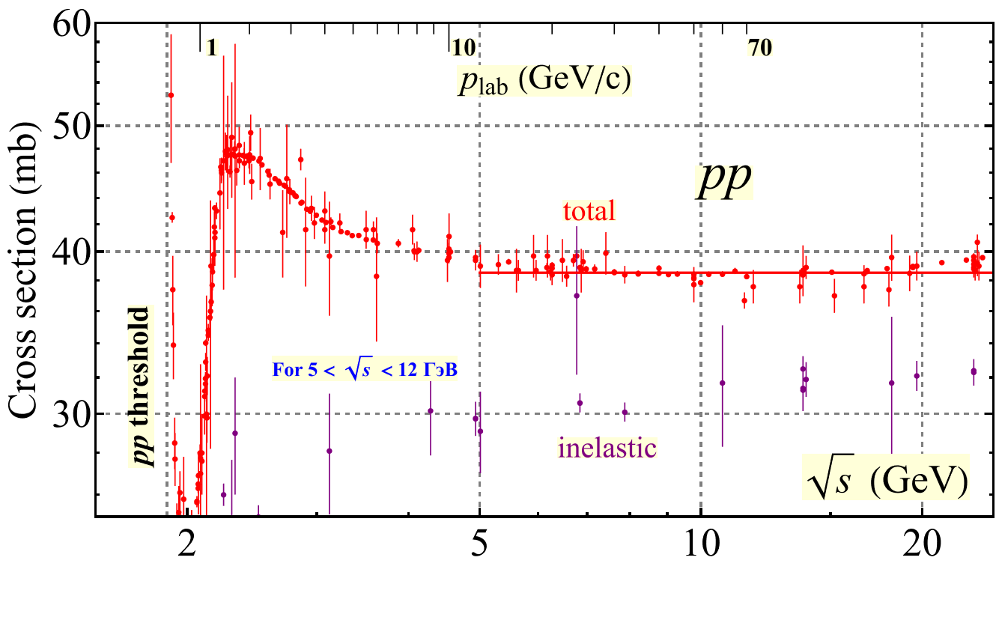 60
50
40
30
Cross section (mb)
1
10
70
p_lab (GeV/c)
pp
total
pp threshold
For 5 < √s < 12 ГэВ
inelastic
√s (GeV)
2
5
10
20